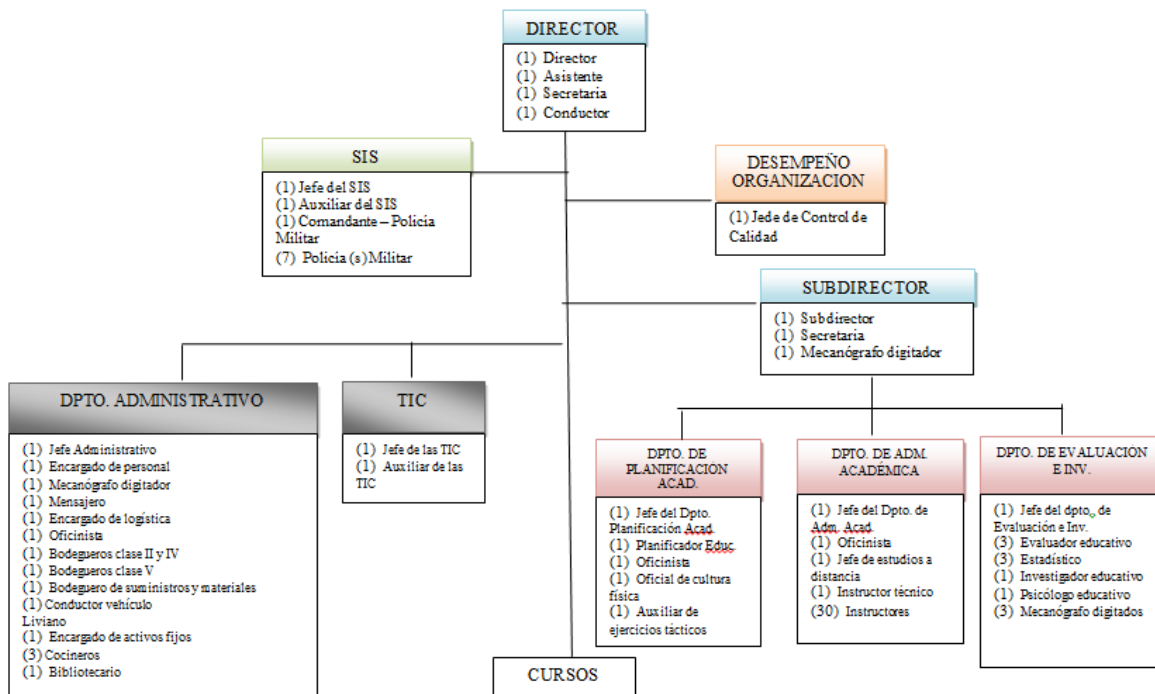 DIRECTOR
(1) Director
(1) Asistente
(1) Secretaria
(1) Conductor
SIS
(1) Jefe del SIS
(1) Auxiliar del SIS
(1) Comandante – Policia
Militar
(7) Policia (s) Militar
DESEMPEÑO
ORGANIZACION
(1) Jede de Control de
Calidad
SUBDIRECTOR
(1) Subdirector
(1) Secretaria
(1) Mecanógrafo digitador
DPTO. ADMINISTRATIVO
(1) Jefe Administrativo
(1) Encargado de personal
(1) Mecanógrafo digitador
(1) Mensajero
(1) Encargado de logística
(1) Oficinista
(1) Bodegueros clase II y IV
(1) Bodegueros clase V
(1) Bodeguero de suministros y materiales
(1) Conductor vehículo
Liviano
(1) Encargado de activos fijos
(3) Cocineros
(1) Bibliotecario
TIC
(1) Jefe de las TIC
(1) Auxiliar de las
TIC
DPTO. DE
PLANIFICACION
ACAD.
(1) Jefe del Dpto.
Planificación Acad.
(1) Planificador Educ.
(1) Oficinista
(1) Oficial de cultura
física
(1) Auxiliar de
ejercicios tácticos
DPTO. DE ADM.
ACADÉMICA
(1) Jefe del Dpto. de
Adm. Acad.
(1) Oficinista
(1) Jefe de estudios a
distancia
(1) Instructor técnico
(30) Instructores
DPTO. DE EVALUACION
E INV.
(1) Jefe del dpto., de
Evaluación e Inv.
(3) Evaluador educativo
(3) Estadístico
(1) Investigador educativo
(1) Psicólogo educativo
(3) Mecanógrafo digitados
CURSOS